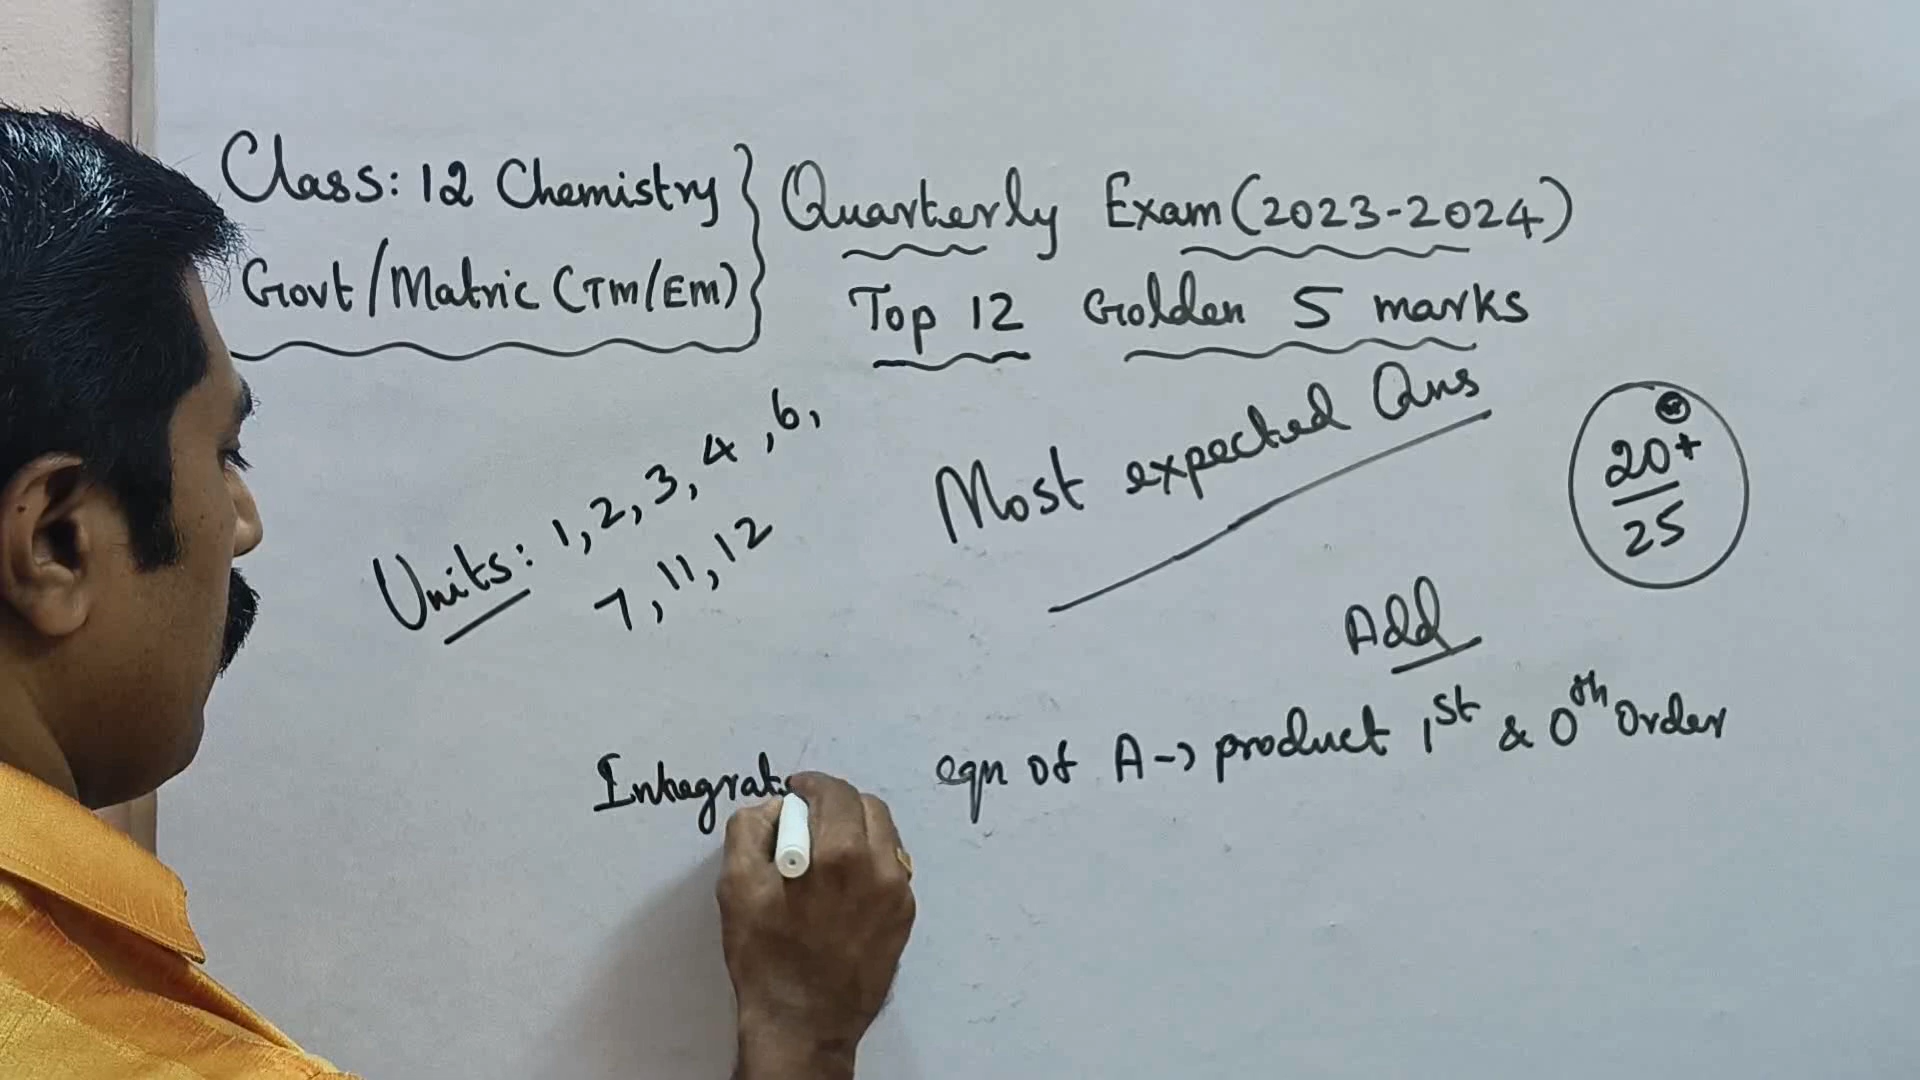 Class: 12 Chemistry
Govt/Matric (TM/EM)
Quarterly Exam (2023-2024)
Top 12 Golden 5 marks
Units: 1, 2, 3, 4, 6,
7, 11, 12
Most expected Qns
20+
25
Add
eqn of A → product 1st & 0th Order